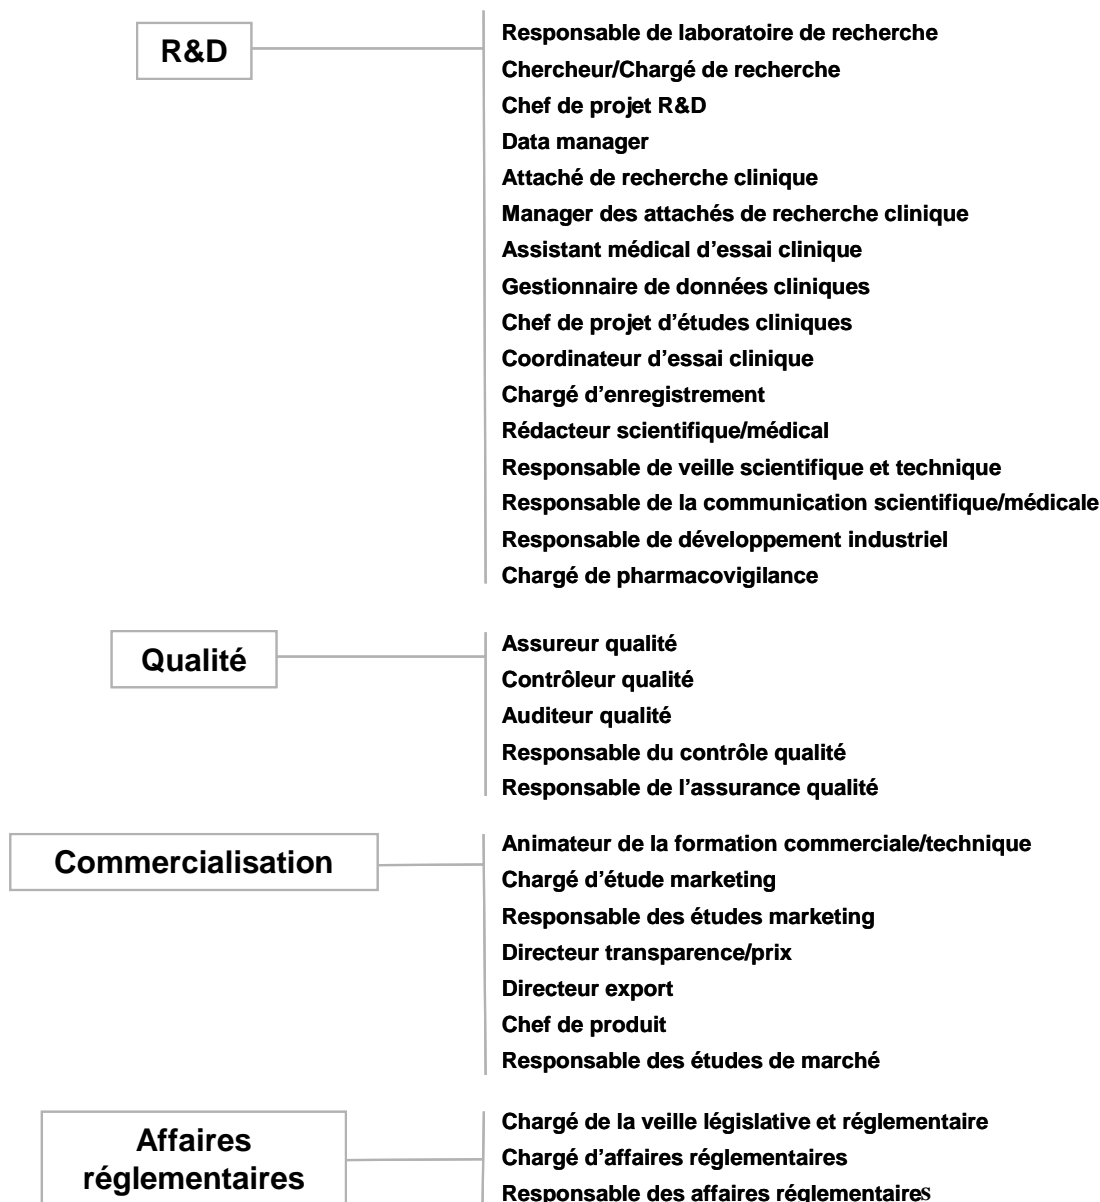 R&D
Responsable de laboratoire de recherche
Chercheur/Chargé de recherche
Chef de projet R&D
Data manager
Attaché de recherche clinique
Manager des attachés de recherche clinique
Assistant médical d’essai clinique
Gestionnaire de données cliniques
Chef de projet d’études cliniques
Coordinateur d’essai clinique
Chargé d’enregistrement
Rédacteur scientifique/médical
Responsable de veille scientifique et technique
Responsable de la communication scientifique/médicale
Responsable de développement industriel
Chargé de pharmacovigilance
Qualité
Assureur qualité
Contrôleur qualité
Auditeur qualité
Responsable du contrôle qualité
Responsable de l’assurance qualité
Commercialisation
Animateur de la formation commerciale/technique
Chargé d’étude marketing
Responsable des études marketing
Directeur transparence/prix
Directeur export
Chef de produit
Responsable des études de marché
Affaires
réglementaires
Chargé de la veille législative et réglementaire
Chargé d’affaires réglementaires
Responsable des affaires réglementaires